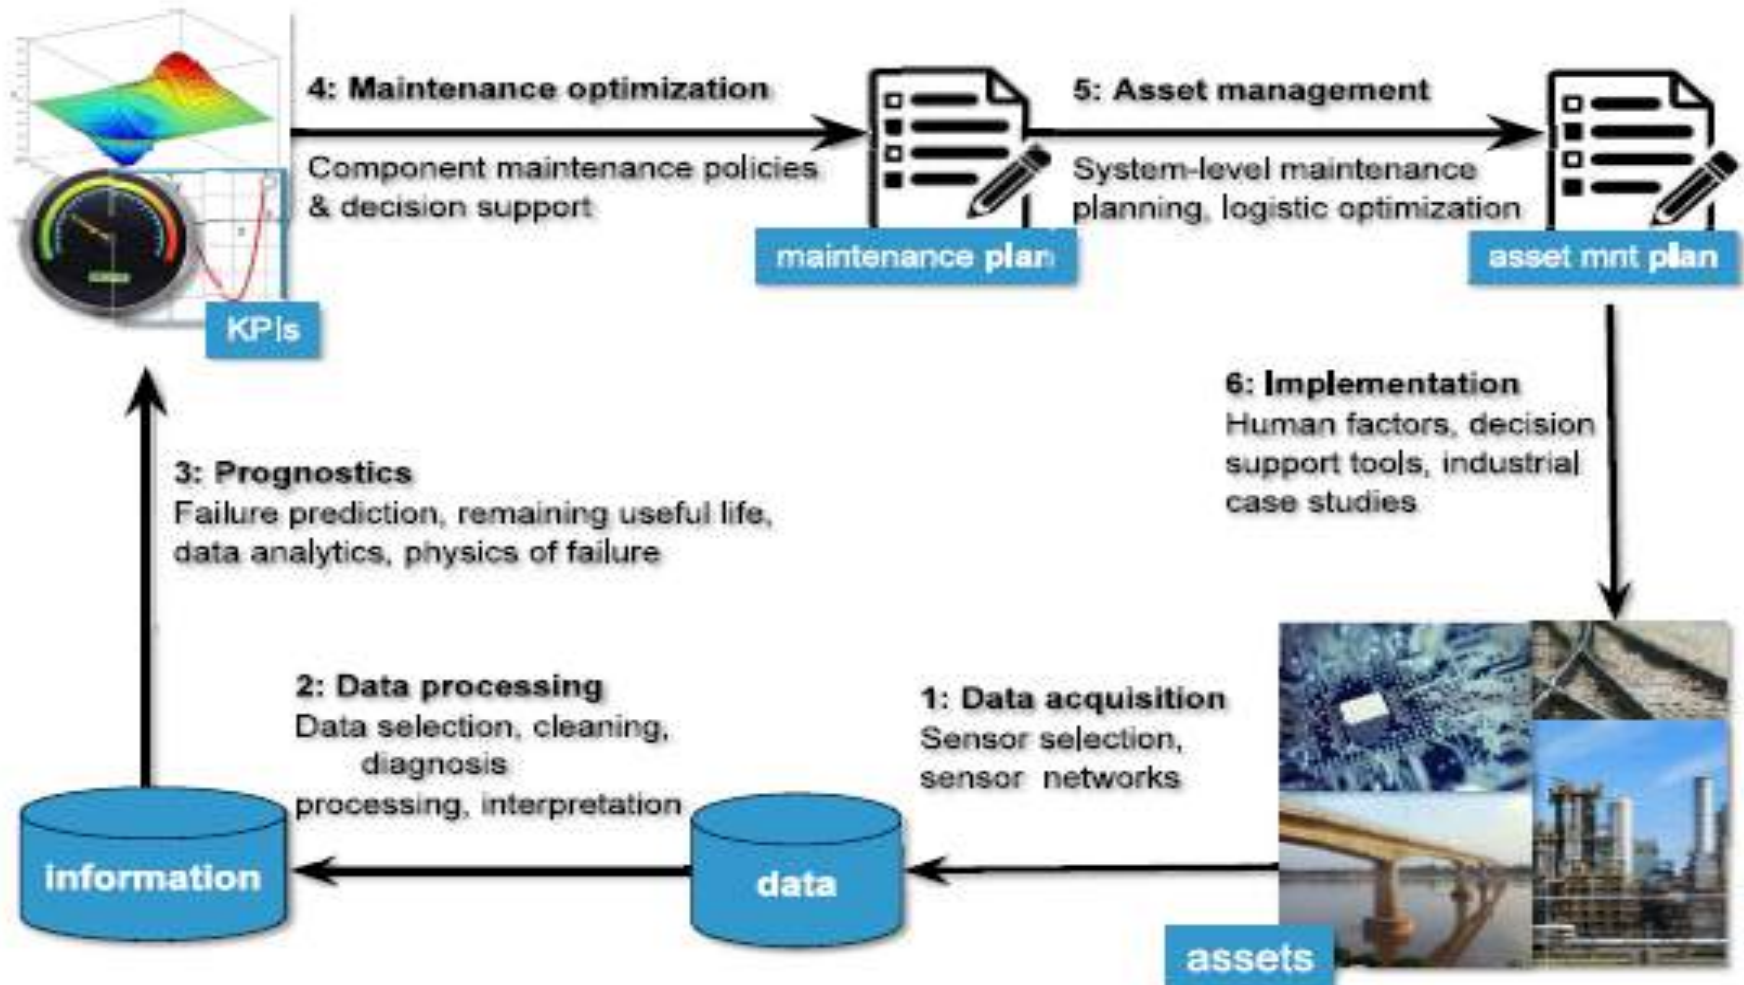 4: Maintenance optimization
Component maintenance policies
& decision support
maintenance plan
5: Asset management
System-level maintenance
planning, logistic optimization
asset mnt plan
KPIs
6: Implementation
Human factors, decision
support tools, industrial
case studies
3: Prognostics
Failure prediction, remaining useful life,
data analytics, physics of failure
2: Data processing
Data selection, cleaning,
diagnosis
processing, interpretation
1: Data acquisition
Sensor selection,
sensor networks
information
data
assets